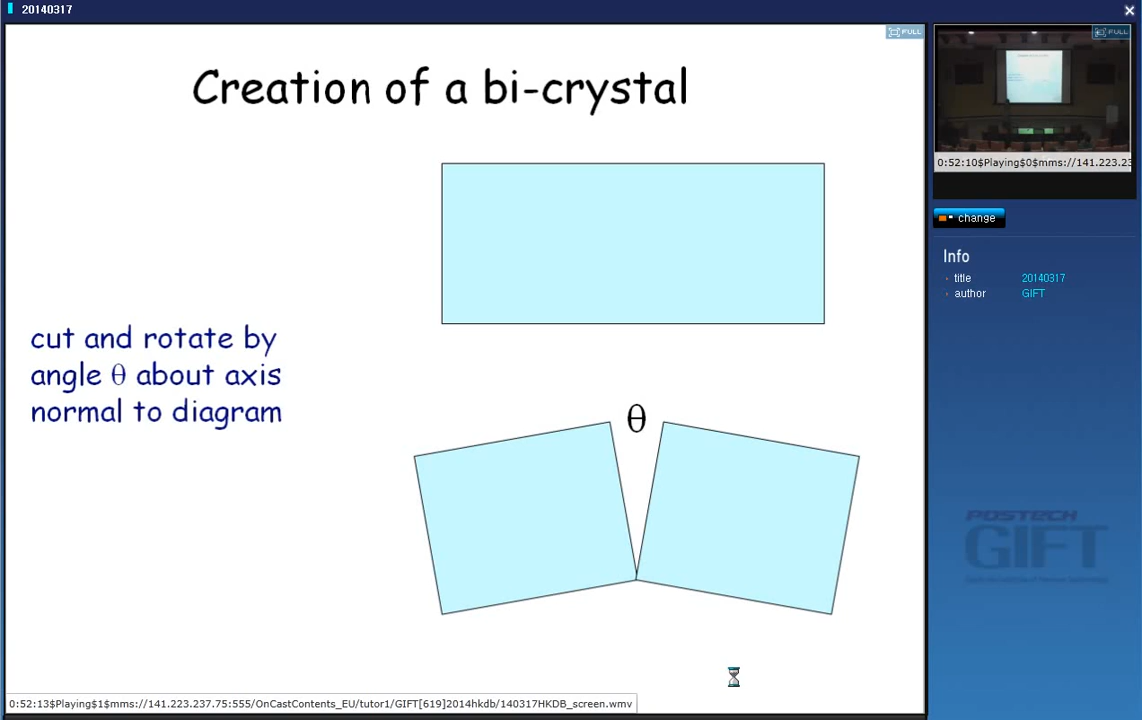 20140317
FULL
Creation of a bi-crystal
cut and rotate by
angle θ about axis
normal to diagram
θ
0:52:13$Playing$1$mms://141.223.237.75:555/OnCastContents_EU/tutor1/GIFT[619]2014hkdb/140317HKDB_screen.wmv
FULL
0:52:10$Playing$0$mms://141.223.23
change
Info
title 20140317
author GIFT
POSTECH
GIFT